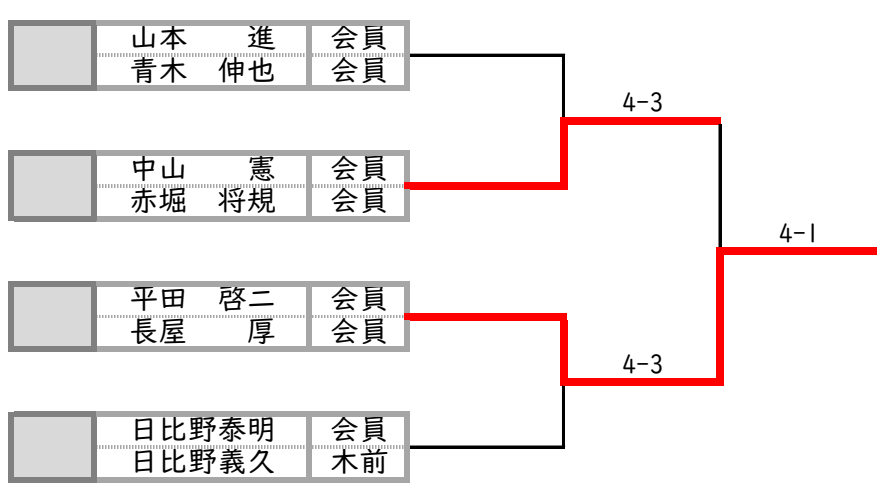 山本　　進 会員
青木　伸也 会員
4-3
中山　　憲 会員
赤堀　将規 会員
4-1
平田　啓二 会員
長屋　　厚 会員
4-3
日比野泰明 会員
日比野義久 木前